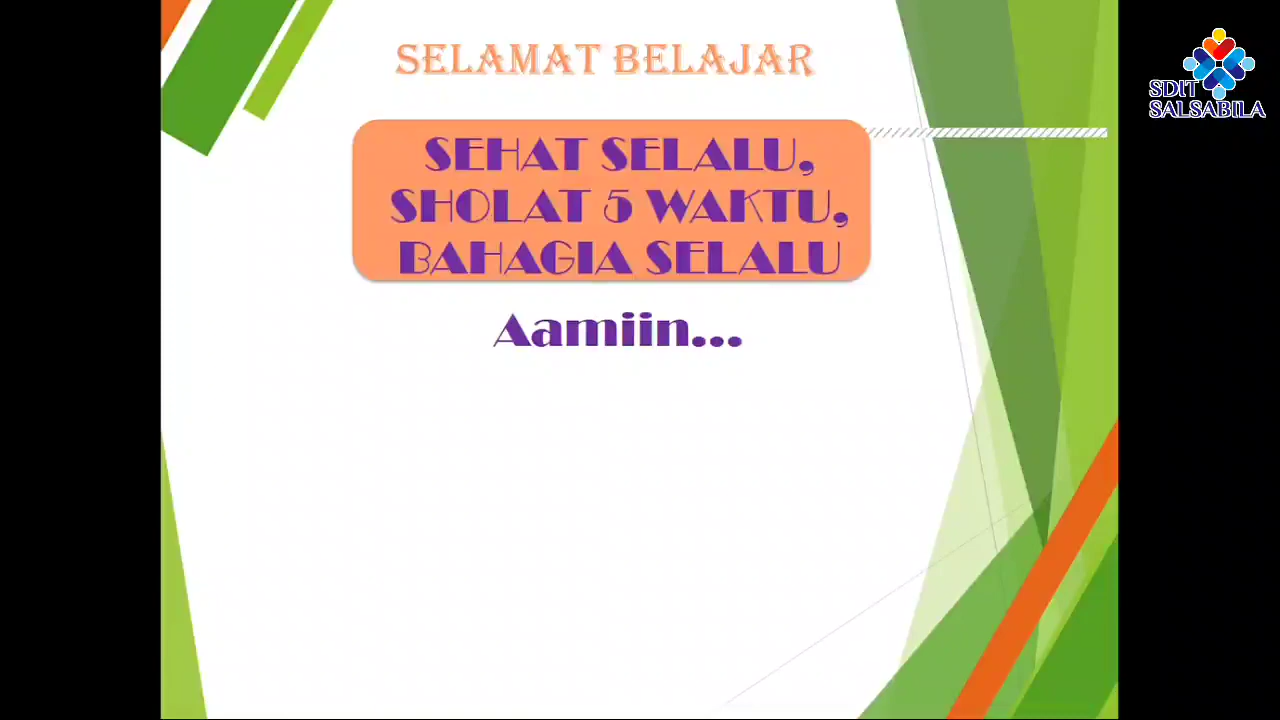 SELAMAT BELAJAR
SDIT
SALSABILA
SEHAT SELALU,
SHOLAT 5 WAKTU,
BAHAGIA SELALU
Aamiin...